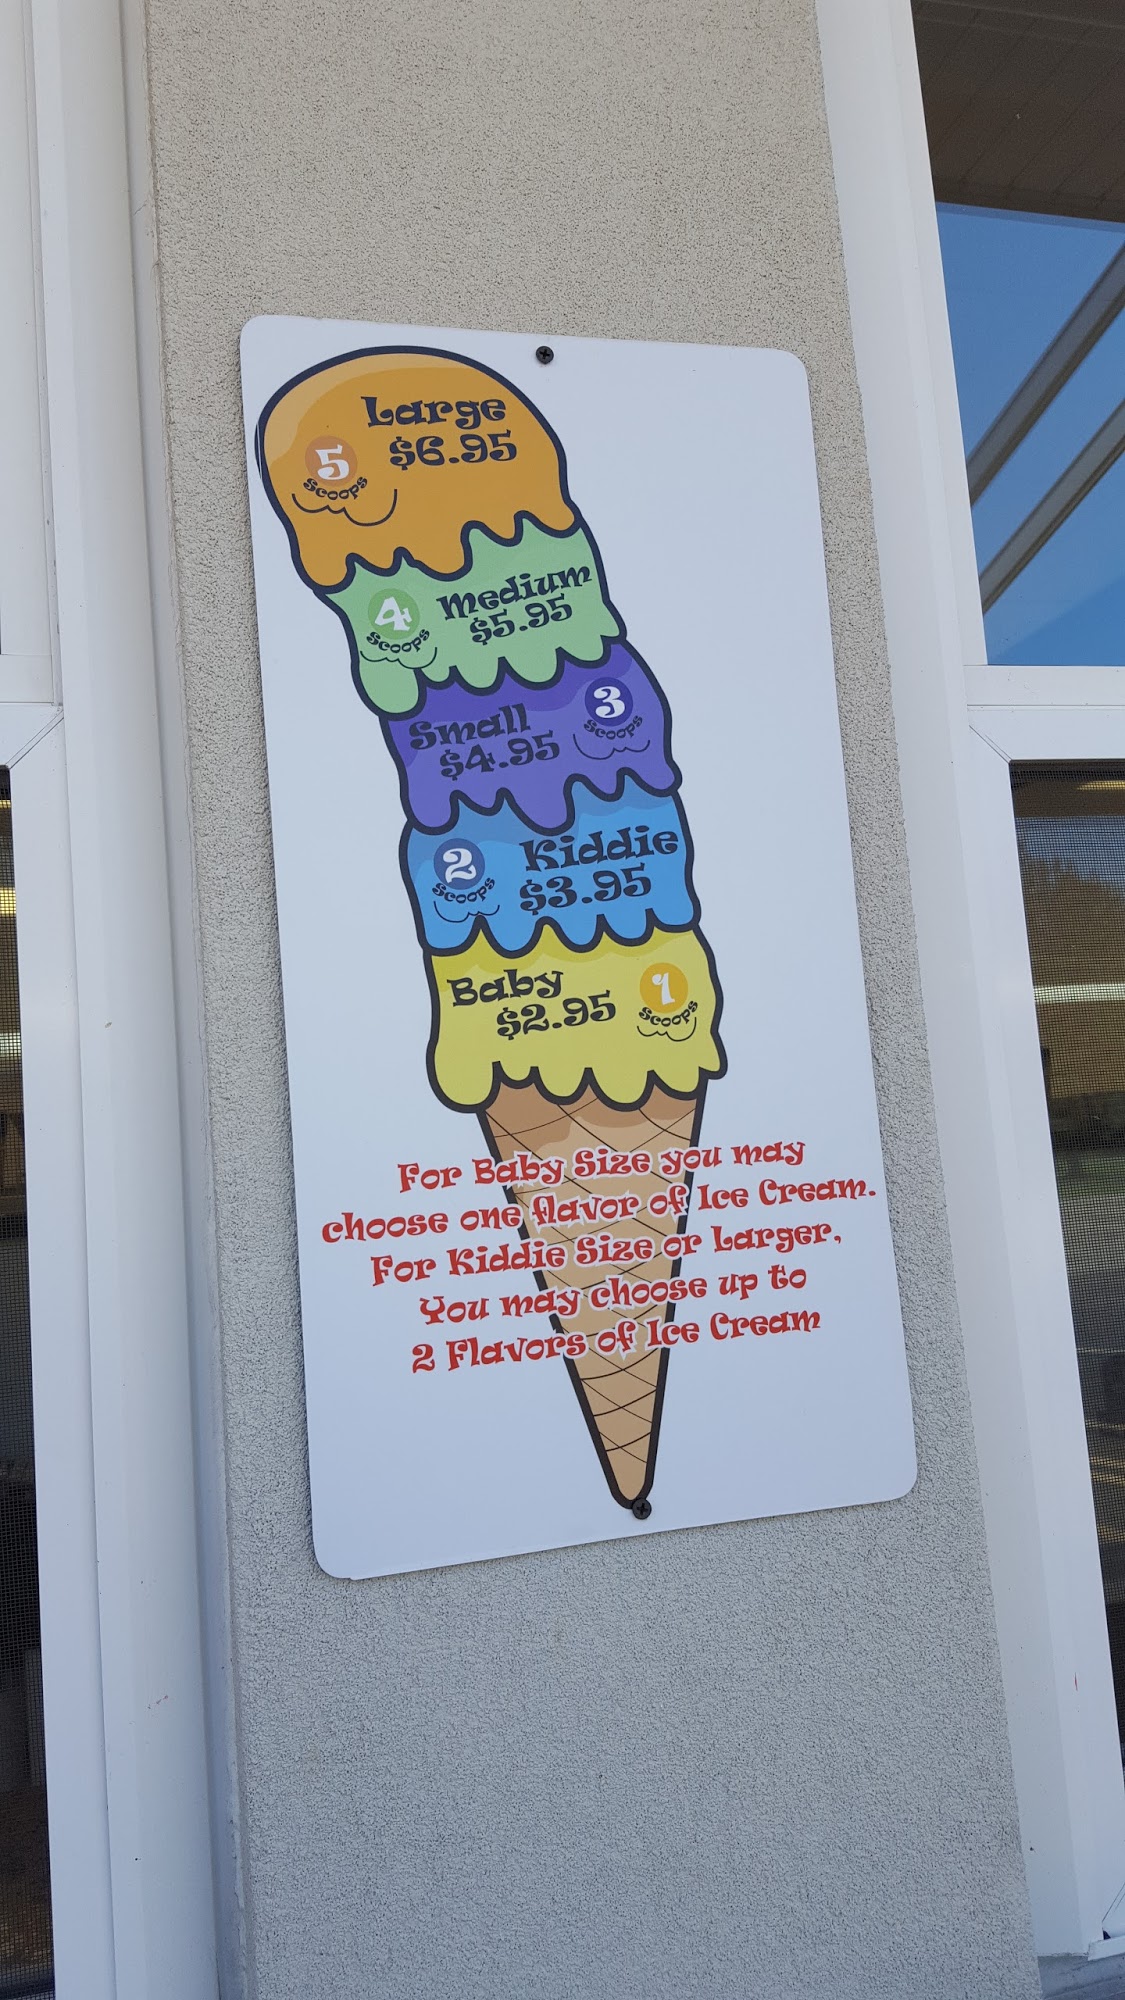 Large
$6.95
5
Scoops
Medium
$5.95
4
Scoops
Small
$4.95
3
Scoops
Kiddie
$3.95
2
Scoops
Baby
$2.95
1
Scoops
For Baby Size you may
choose one flavor of Ice Cream.
For Kiddie Size or Larger,
You may choose up to
2 Flavors of Ice Cream